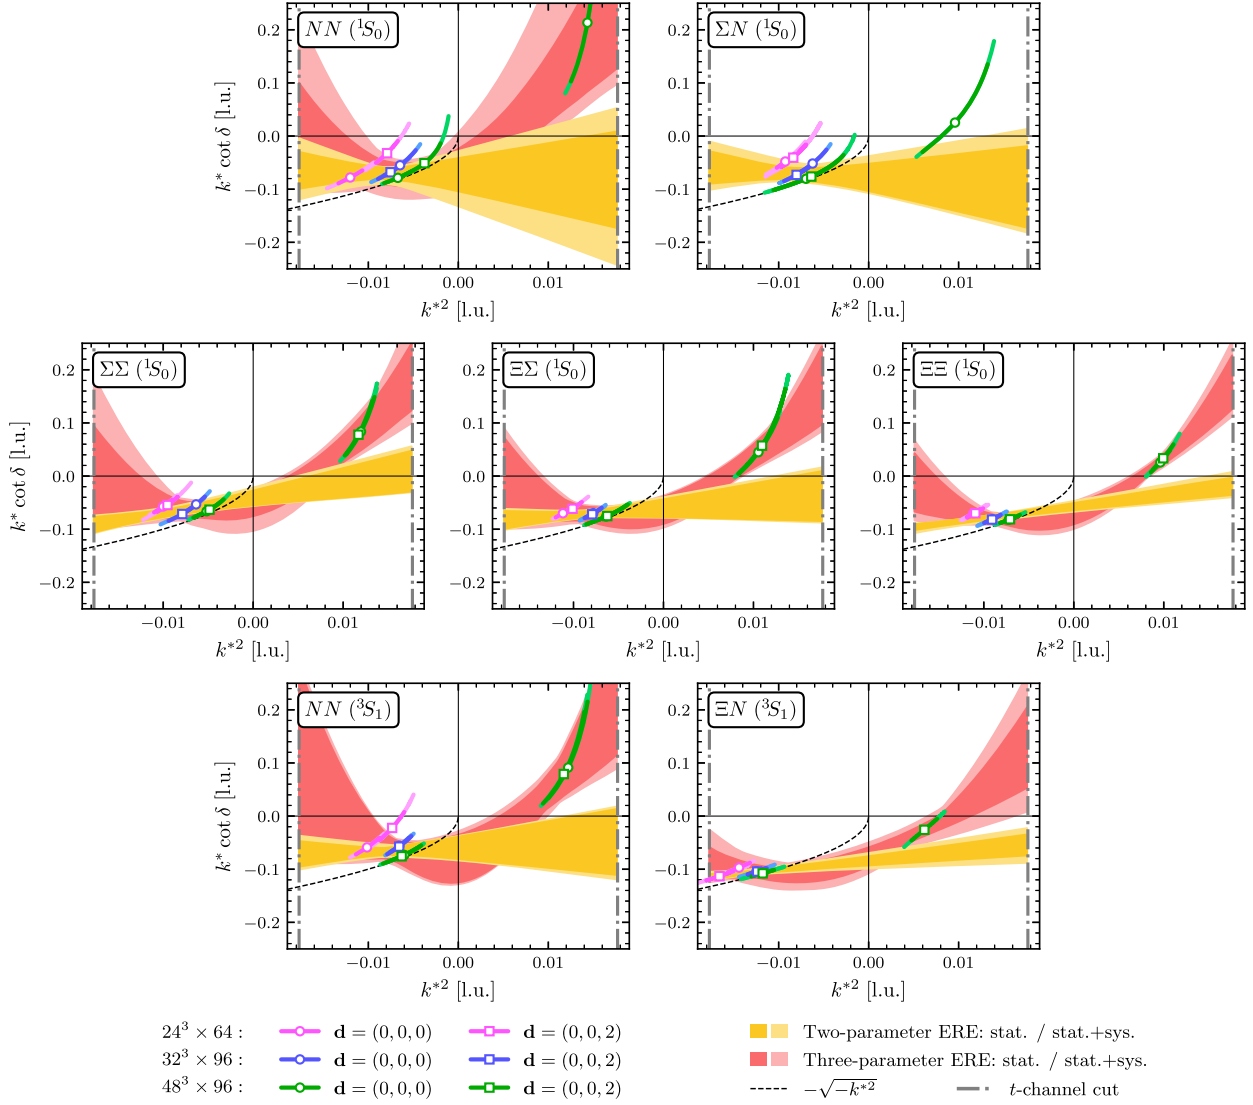 NN (¹S₀)
ΣN (¹S₀)
k* cot δ [l.u.]
0.2
0.1
0.0
−0.1
−0.2
0.2
0.1
0.0
−0.1
−0.2
−0.01 0.00 0.01
−0.01 0.00 0.01
k*² [l.u.]
k*² [l.u.]
ΣΣ (¹S₀)
ΞΣ (¹S₀)
ΞΞ (¹S₀)
k* cot δ [l.u.]
0.2
0.1
0.0
−0.1
−0.2
0.2
0.1
0.0
−0.1
−0.2
0.2
0.1
0.0
−0.1
−0.2
−0.01 0.00 0.01
−0.01 0.00 0.01
−0.01 0.00 0.01
k*² [l.u.]
k*² [l.u.]
k*² [l.u.]
NN (³S₁)
ΞN (³S₁)
k* cot δ [l.u.]
0.2
0.1
0.0
−0.1
−0.2
0.2
0.1
0.0
−0.1
−0.2
−0.01 0.00 0.01
−0.01 0.00 0.01
k*² [l.u.]
k*² [l.u.]
24³ × 64 : d = (0, 0, 0) d = (0, 0, 2)
32³ × 96 : d = (0, 0, 0) d = (0, 0, 2)
48³ × 96 : d = (0, 0, 0) d = (0, 0, 2)
Two-parameter ERE: stat. / stat.+sys.
Three-parameter ERE: stat. / stat.+sys.
−√−k*² t-channel cut